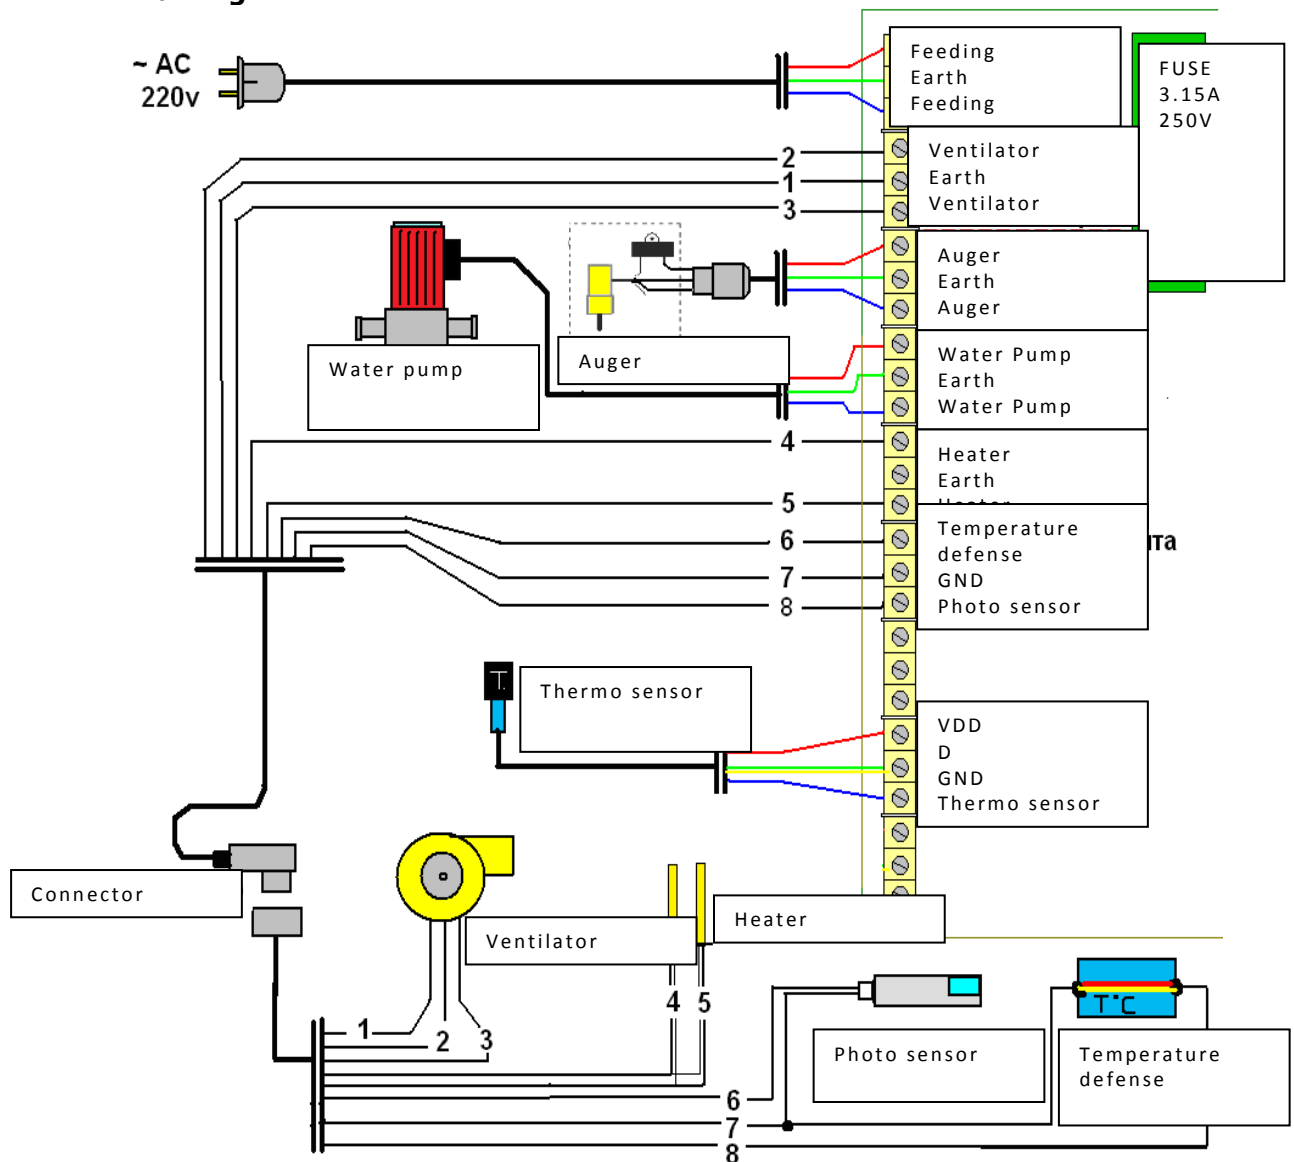 ~ AC
220v
Feeding
Earth
Feeding
FUSE
3.15A
250V
2
1
3
Ventilator
Earth
Ventilator
Auger
Earth
Auger
Water pump
Auger
Water Pump
Earth
Water Pump
4
5
Heater
Earth
Heater
6
7
8
Temperature
defense
GND
Photo sensor
T
Thermo sensor
VDD
D
GND
Thermo sensor
Connector
Ventilator
Heater
4
5
1
2
3
T°C
Photo sensor
Temperature
defense
6
7
8